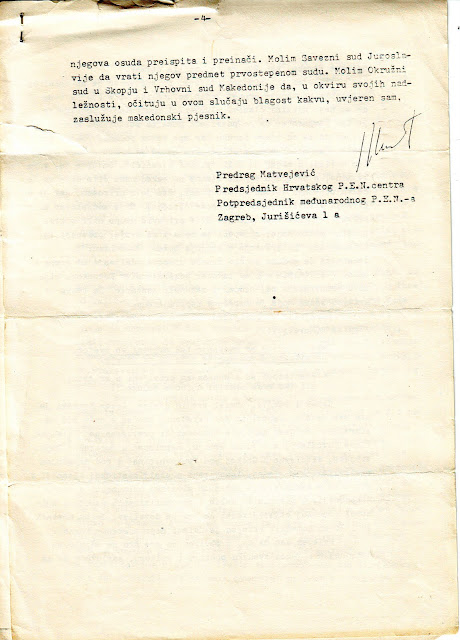 -4-
njegova osuda preispita i preinači. Molim Savezni sud Jugosla-
vije da vrati njegov predmet prvostepenom sudu. Molim Okružni
sud u Skopju i Vrhovni sud Makedonije da, u okviru svojih nad-
ležnosti, očituju u ovom slučaju blagost kakvu, uvjeren sam,
zaslužuje makedonski pjesnik.
Predrag Matvejević
Predsjednik Hrvatskog P.E.N.centra
Potpredsjednik međunarodnog P.E.N.-a
Zagreb, Jurišićeva 1 a